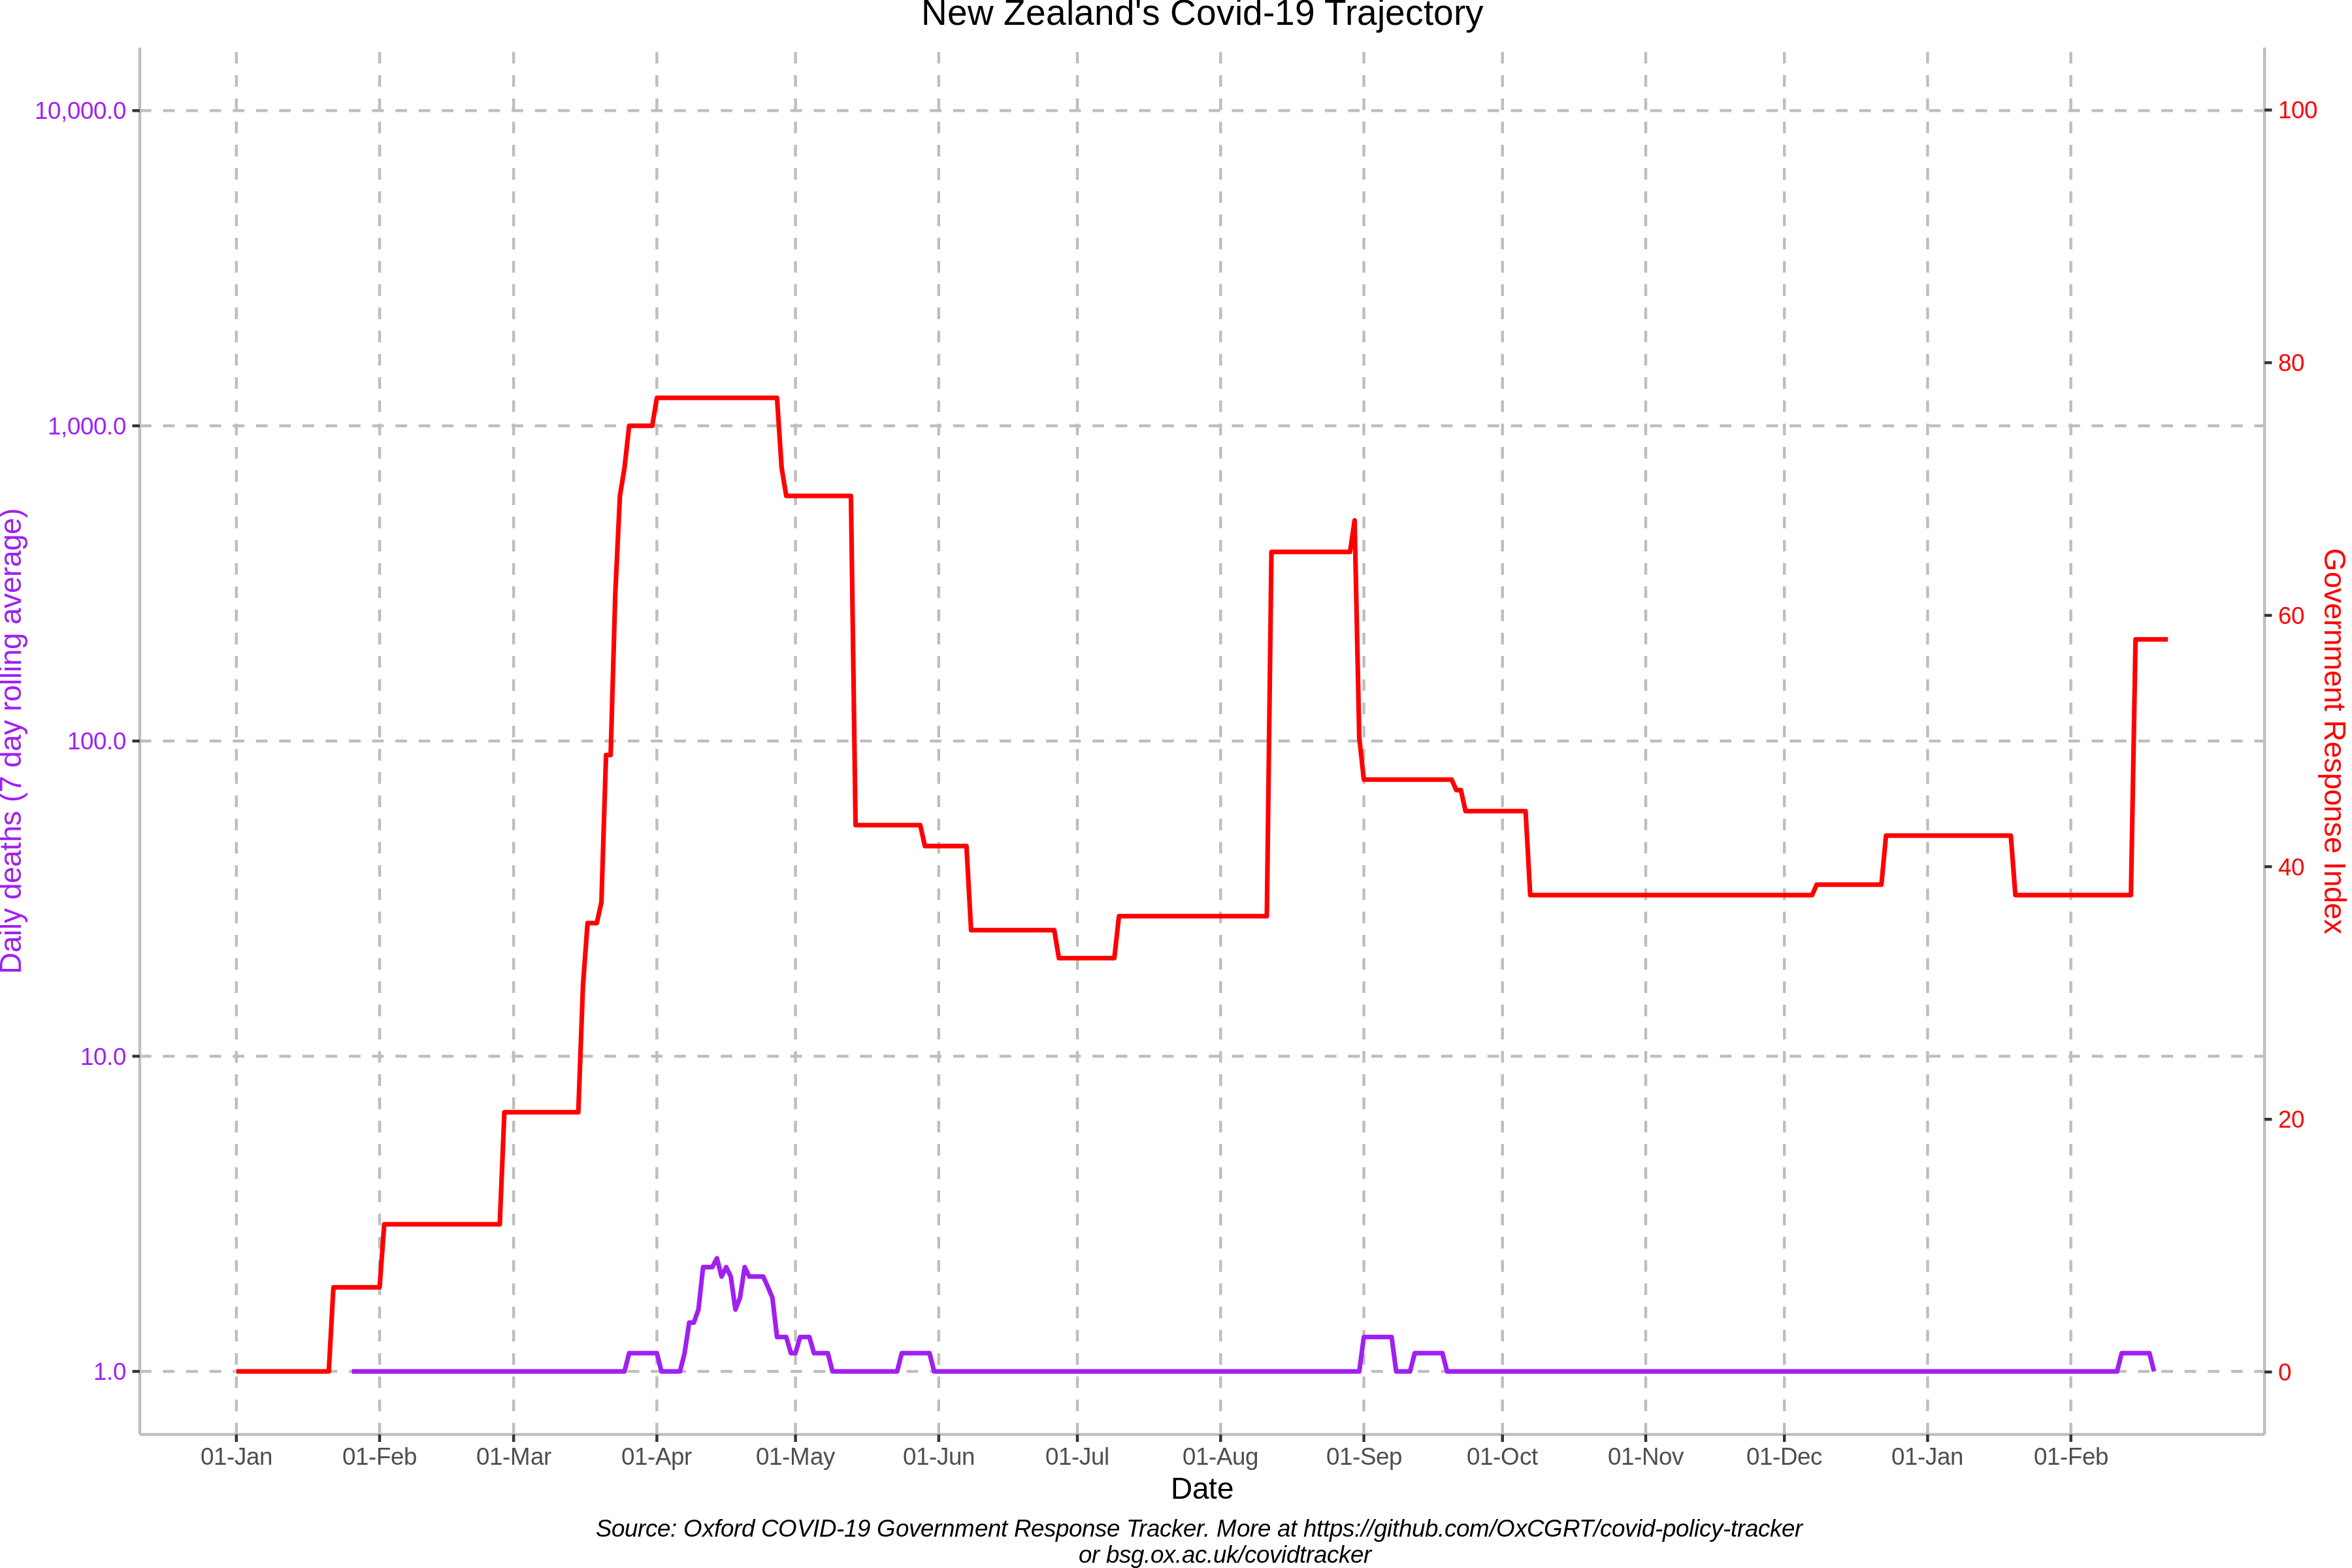 New Zealand's Covid-19 Trajectory
10,000.0
1,000.0
100.0
10.0
1.0
Daily deaths (7 day rolling average)
100
80
60
40
20
0
Government Response Index
01-Jan 01-Feb 01-Mar 01-Apr 01-May 01-Jun 01-Jul 01-Aug 01-Sep 01-Oct 01-Nov 01-Dec 01-Jan 01-Feb
Date
Source: Oxford COVID-19 Government Response Tracker. More at https://github.com/OxCGRT/covid-policy-tracker
or bsg.ox.ac.uk/covidtracker